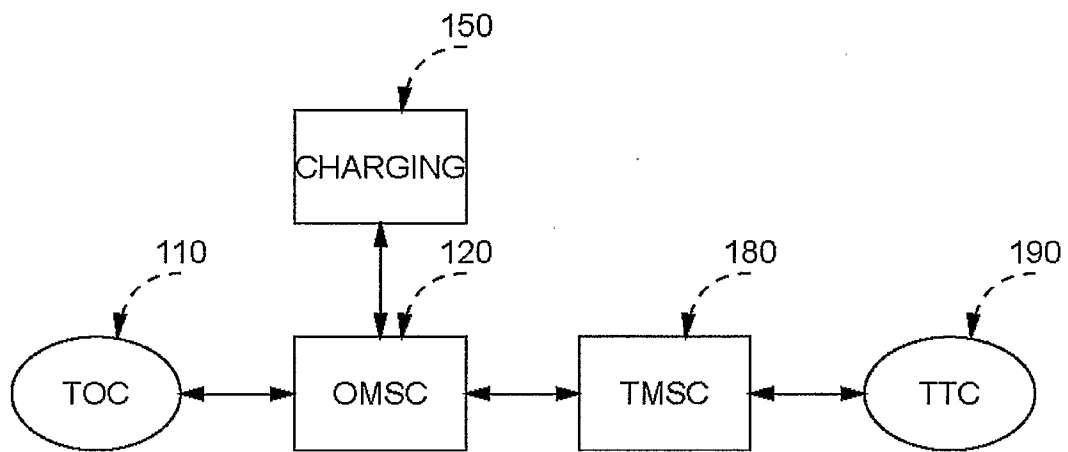 150
CHARGING
110
120
180
190
TOC
OMSC
TMSC
TTC